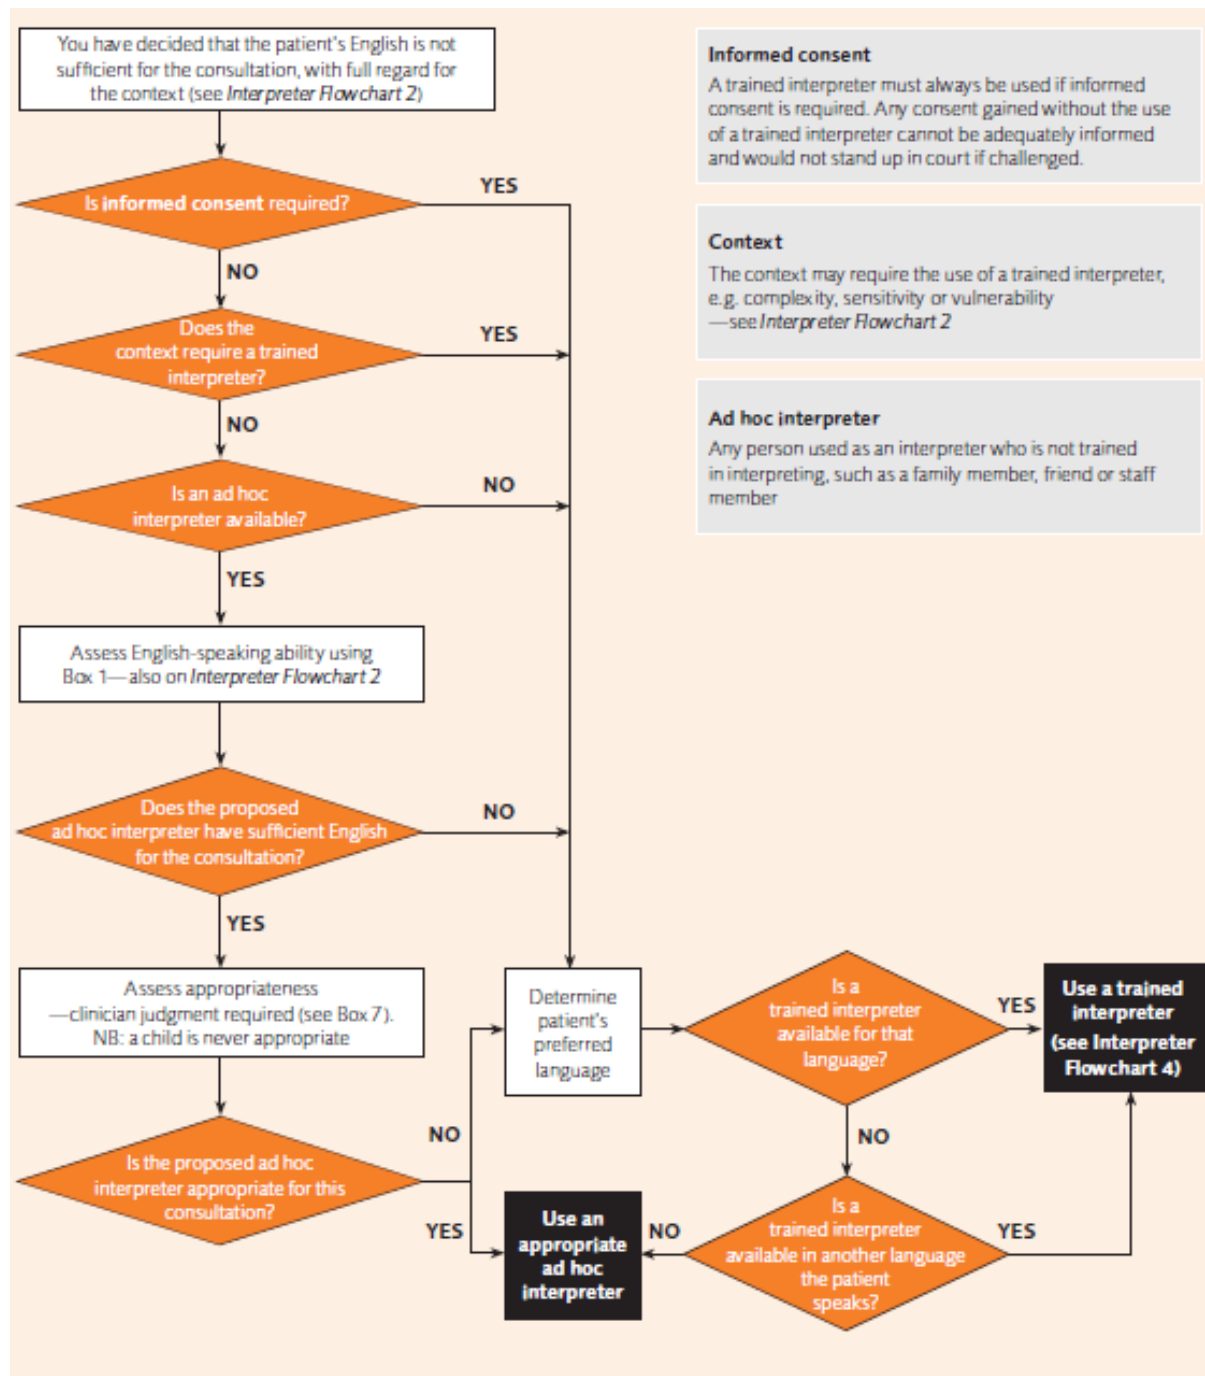 You have decided that the patient's English is not
sufficient for the consultation, with full regard for
the context (see Interpreter Flowchart 2)
Is informed consent required?
YES
NO
Does the
context require a trained
interpreter?
YES
NO
Is an ad hoc
interpreter available?
NO
YES
Assess English-speaking ability using
Box 1—also on Interpreter Flowchart 2
Does the proposed
ad hoc interpreter have sufficient English
for the consultation?
NO
YES
Assess appropriateness
—clinician judgment required (see Box 7).
NB: a child is never appropriate
Is the proposed ad hoc
interpreter appropriate for this
consultation?
NO
YES
Determine
patient's
preferred
language
Use an
appropriate
ad hoc
interpreter
Is a
trained interpreter
available for that
language?
YES
NO
Is a
trained interpreter
available in another language
the patient
speaks?
NO
YES
Use a trained
interpreter
(see Interpreter
Flowchart 4)
Informed consent
A trained interpreter must always be used if informed
consent is required. Any consent gained without the use
of a trained interpreter cannot be adequately informed
and would not stand up in court if challenged.
Context
The context may require the use of a trained interpreter,
e.g. complexity, sensitivity or vulnerability
—see Interpreter Flowchart 2
Ad hoc interpreter
Any person used as an interpreter who is not trained
in interpreting, such as a family member, friend or staff
member